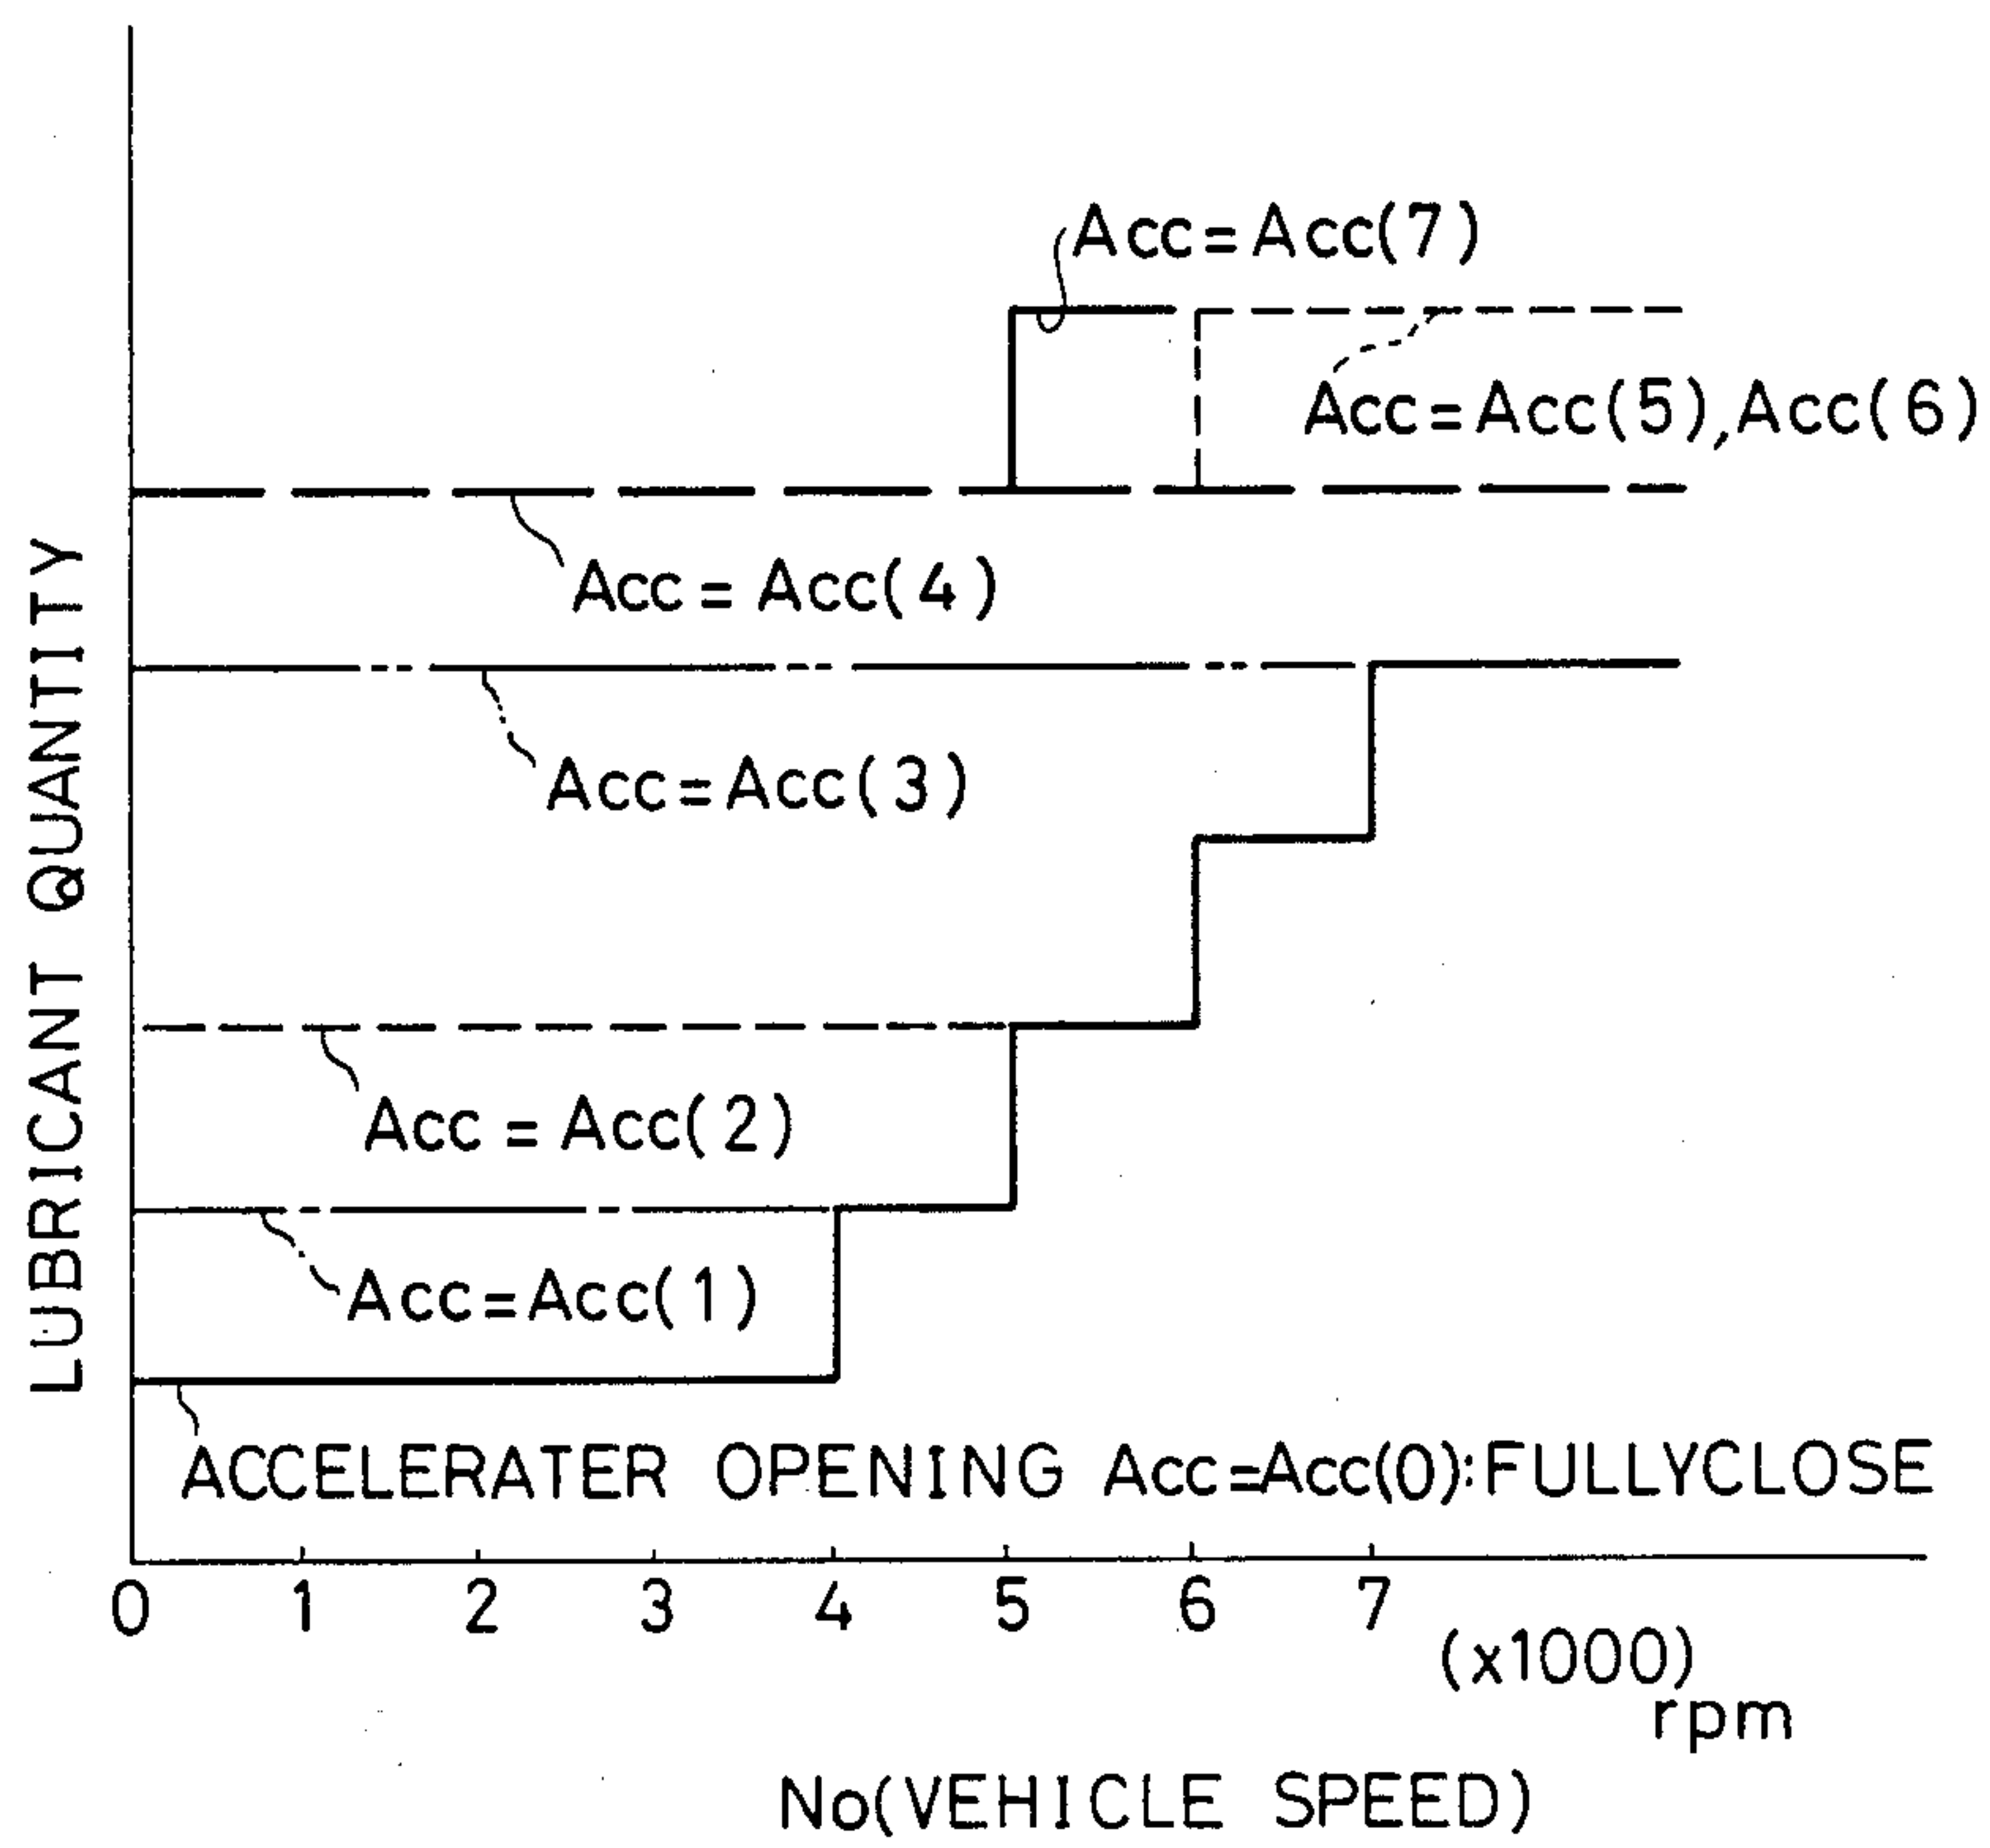 Acc=Acc(7)
Acc=Acc(5),Acc(6)
Acc=Acc(4)
Acc=Acc(3)
Acc=Acc(2)
Acc=Acc(1)
ACCELERATER OPENING Acc=Acc(0):FULLYCLOSE
LUBRICANT QUANTITY
0 1 2 3 4 5 6 7
(x1000)
rpm
No(VEHICLE SPEED)